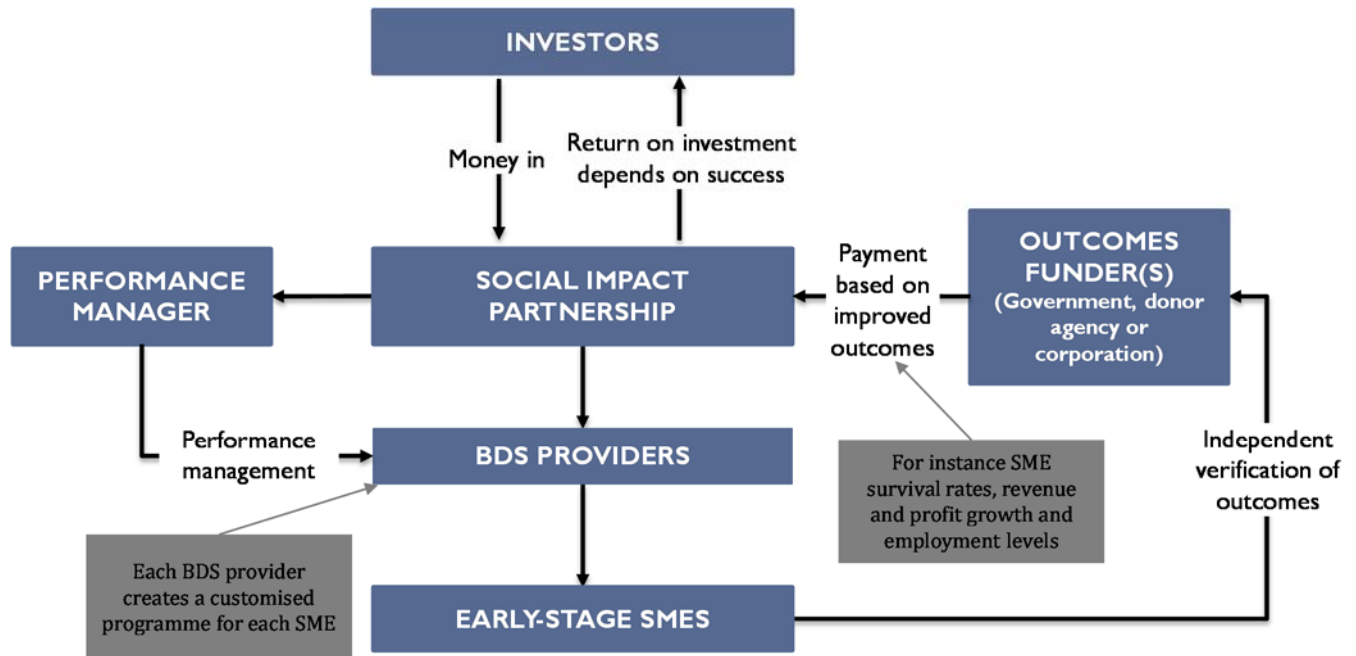 INVESTORS
Money in
Return on investment
depends on success
PERFORMANCE
MANAGER
SOCIAL IMPACT
PARTNERSHIP
Payment
based on
improved
outcomes
OUTCOMES
FUNDER(S)
(Government, donor
agency or
corporation)
Performance
management
BDS PROVIDERS
For instance SME
survival rates, revenue
and profit growth and
employment levels
Independent
verification of
outcomes
Each BDS provider
creates a customised
programme for each SME
EARLY-STAGE SMES